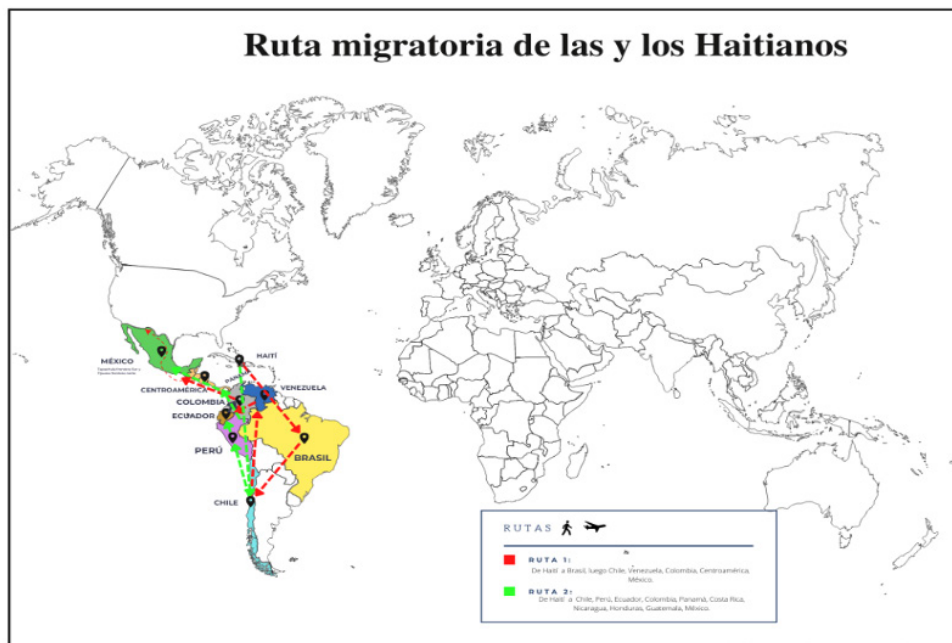 Ruta migratoria de las y los Haitianos
HAITÍ
MÉXICO
PANAMÁ
CENTROAMÉRICA
VENEZUELA
COLOMBIA
ECUADOR
PERÚ
BRASIL
CHILE
RUTAS
RUTA 1:
De Haití a Brasil, luego Chile, Venezuela, Colombia, Centroamérica,
México.
RUTA 2:
De Haití a Chile, Perú, Ecuador, Colombia, Panamá, Costa Rica,
Nicaragua, Honduras, Guatemala, México.